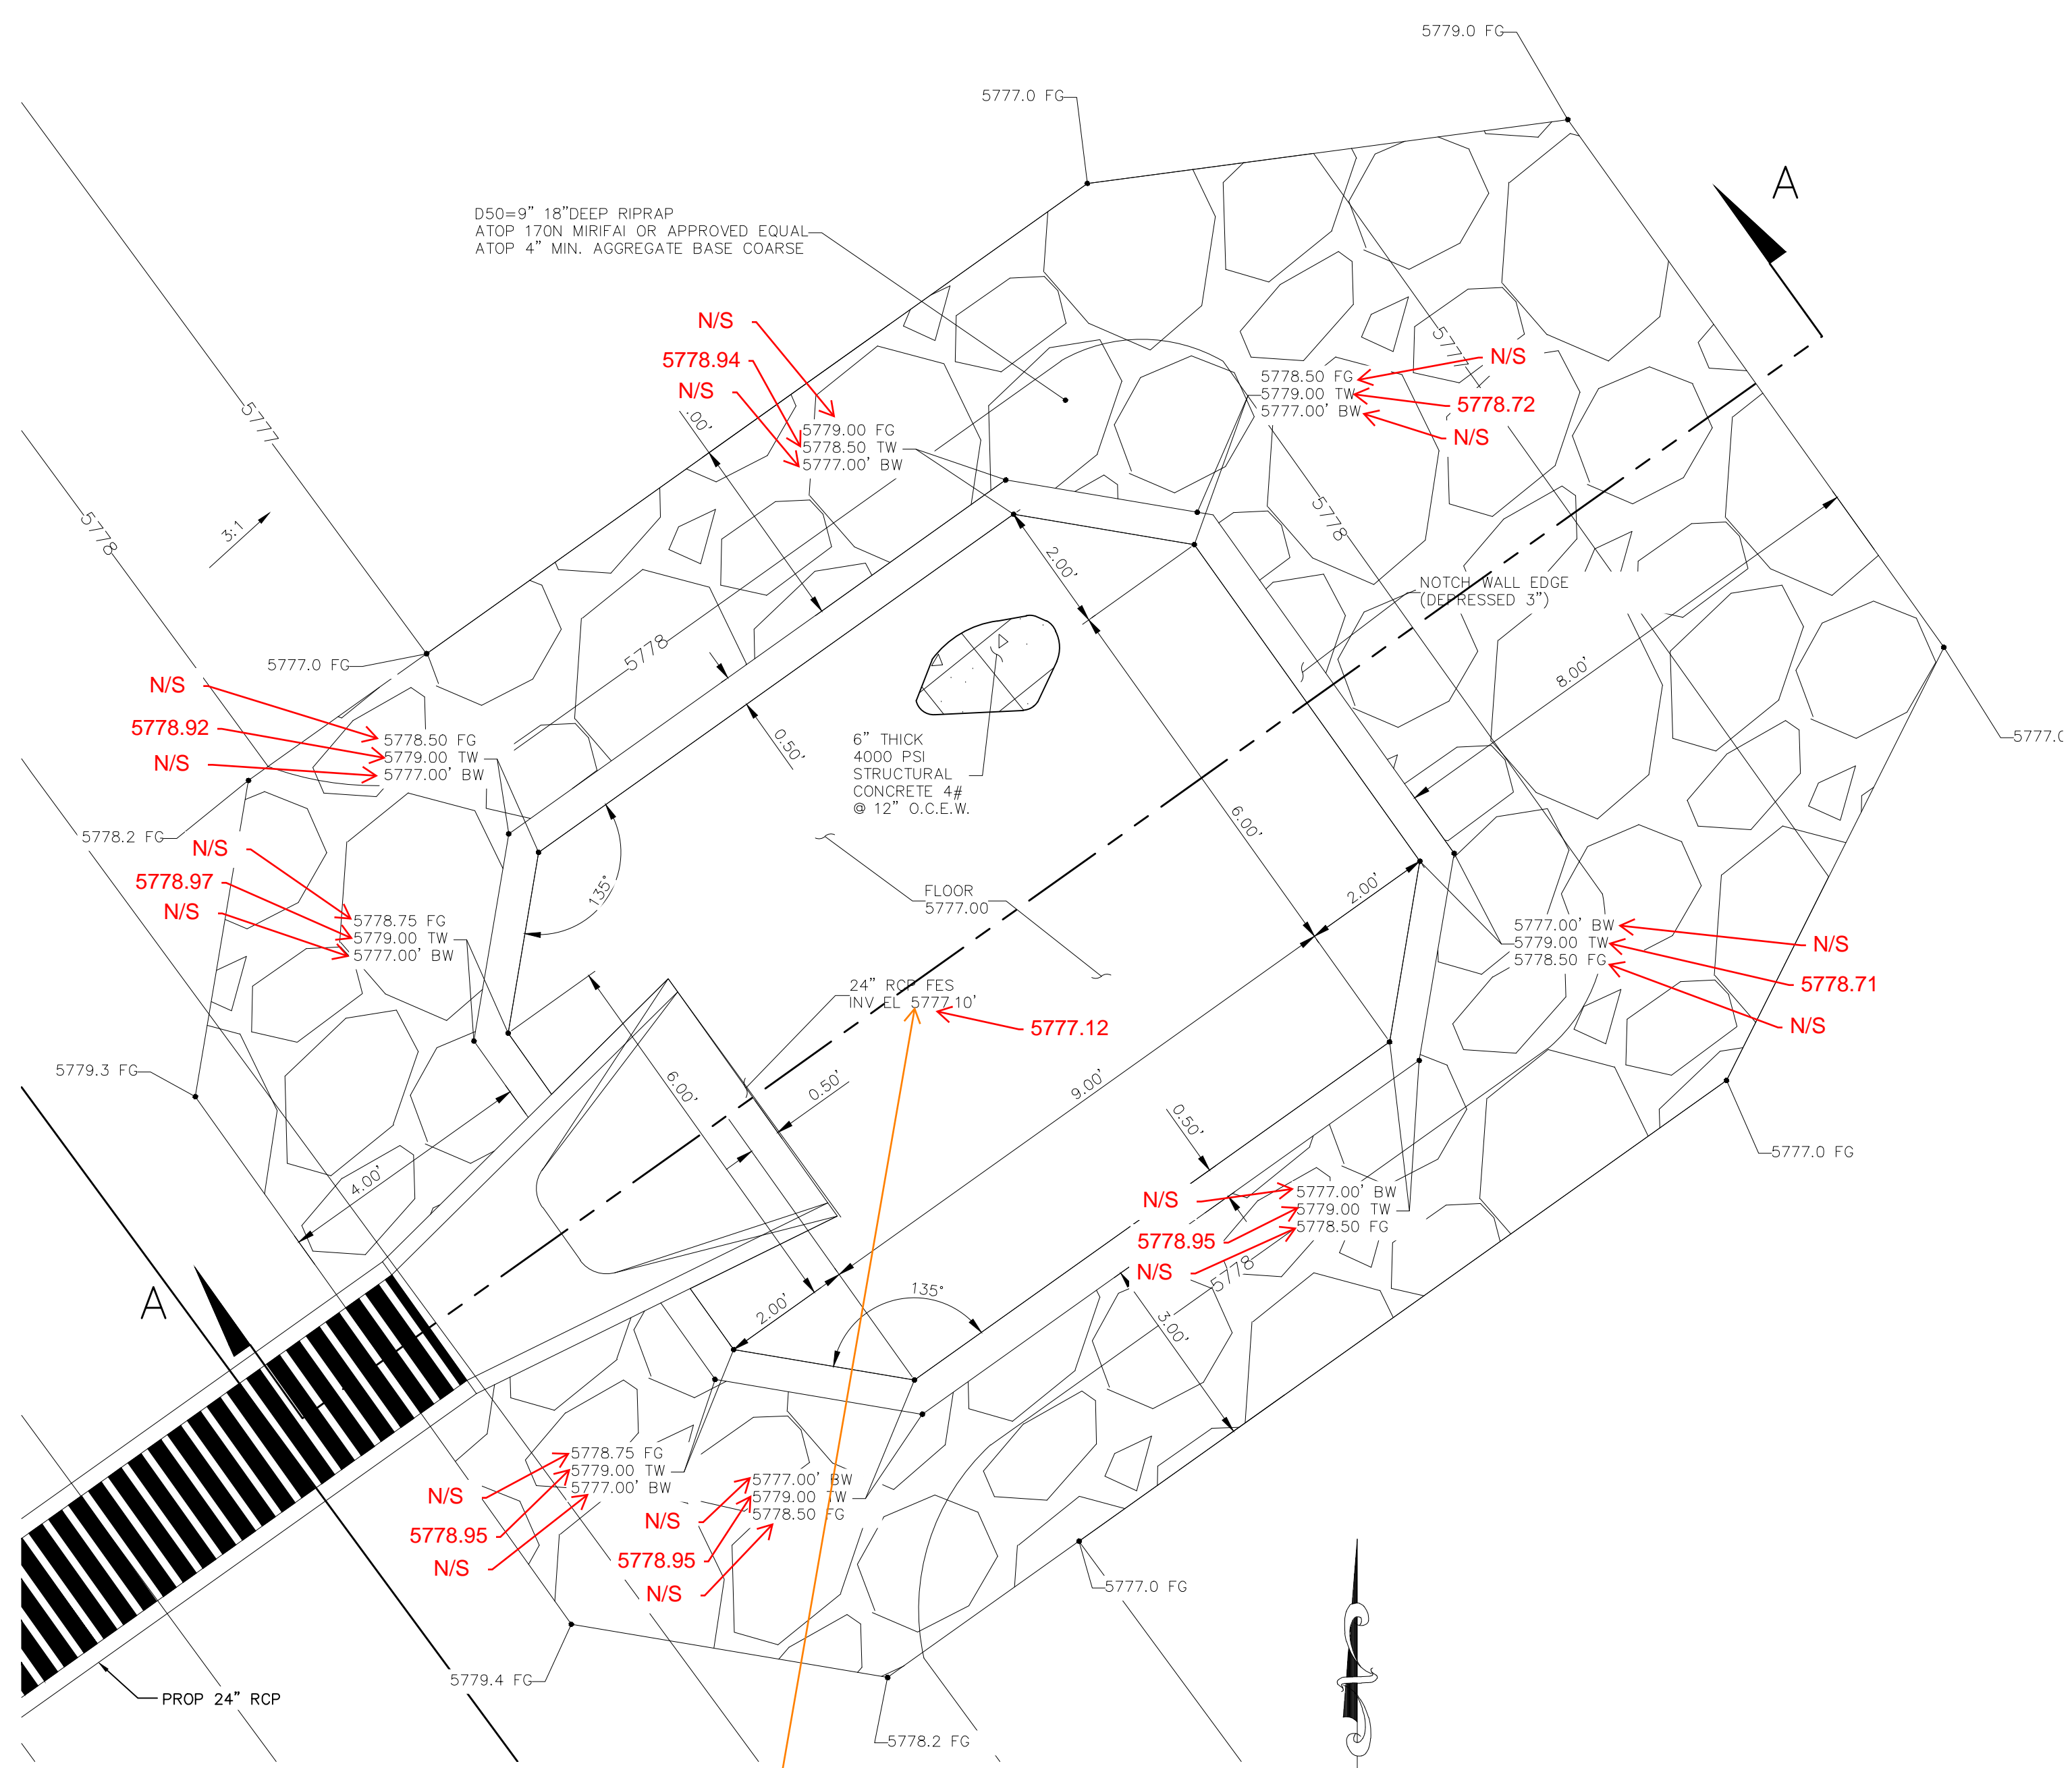 5779.0 FG
5777.0 FG
A
D50=9" 18"DEEP RIPRAP
ATOP 170N MIRIFAI OR APPROVED EQUAL
ATOP 4" MIN. AGGREGATE BASE COARSE
N/S
5778.94
N/S
.00'
5779.00 FG
5778.50 TW
5777.00' BW
5778.50 FG
5779.00 TW
5777.00' BW
N/S
5778.72
N/S
5777
5778
3:1
5778
2.00'
NOTCH WALL EDGE
(DEPRESSED 3")
8.00'
5777.0 FG
5778
N/S
5778.92
N/S
5778.50 FG
5779.00 TW
5777.00' BW
0.50'
6" THICK
4000 PSI
STRUCTURAL
CONCRETE 4#
@ 12" O.C.E.W.
6.00'
5777.0
5778.2 FG
N/S
5778.97
N/S
5778.75 FG
5779.00 TW
5777.00' BW
135°
FLOOR
5777.00
2.00'
5777.00' BW
5779.00 TW
5778.50 FG
N/S
5778.71
N/S
24" RCP FES
INV EL 5777.10'
5777.12
5779.3 FG
6.00'
0.50'
9.00'
0.50'
5777.0 FG
4.00'
N/S
5778.95
N/S
5777.00' BW
5779.00 TW
5778.50 FG
5778
A
2.00'
135°
3.00'
5778.75 FG
5779.00 TW
5777.00' BW
N/S
5778.95
N/S
5777.00' BW
5779.00 TW
5778.50 FG
N/S
5778.95
N/S
5777.0 FG
5779.4 FG
PROP 24" RCP
5778.2 FG